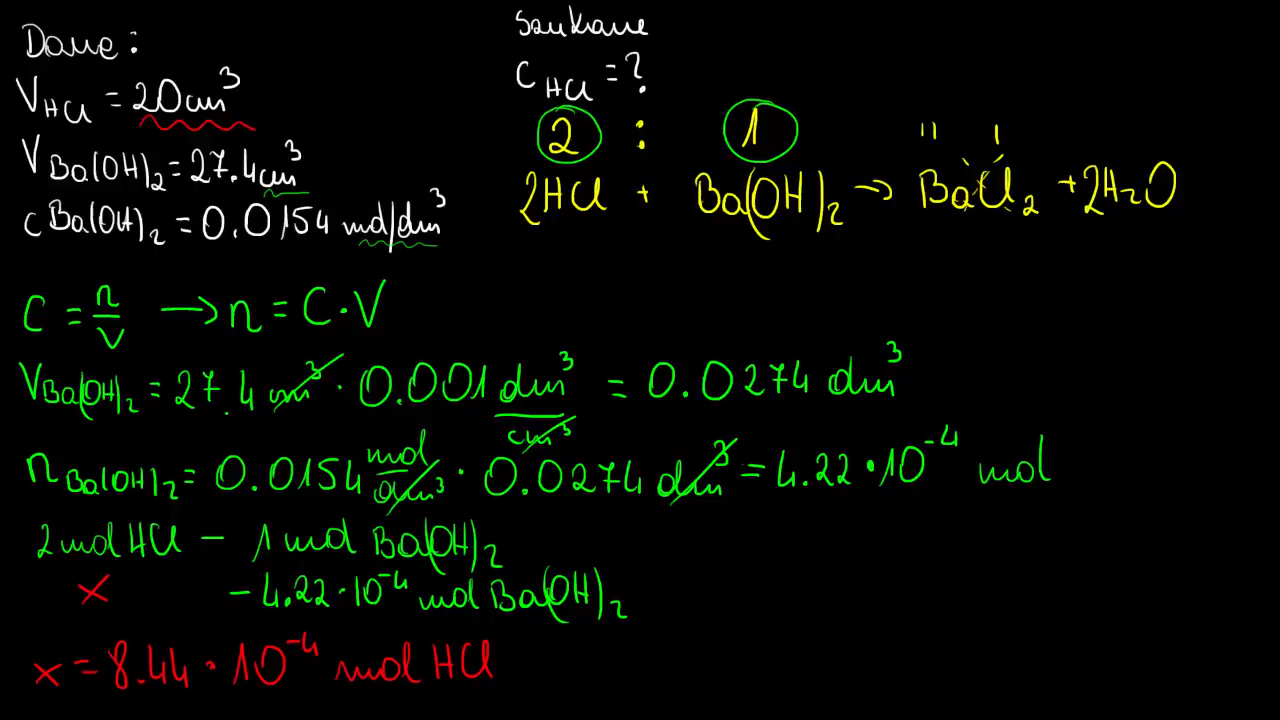 Dane:
V HCl = 20 cm³
V Ba(OH)₂ = 27.4 cm³
c Ba(OH)₂ = 0.0154 mol/dm³
Szukane
C HCl = ?
2 : 1 II I
2HCl + Ba(OH)₂ → BaCl₂ + 2H₂O
C = n/V → n = C · V
V Ba(OH)₂ = 27.4 cm³ · 0.001 dm³/cm³ = 0.0274 dm³
n Ba(OH)₂ = 0.0154 mol/dm³ · 0.0274 dm³ = 4.22 · 10⁻⁴ mol
2 mol HCl – 1 mol Ba(OH)₂
x – 4.22 · 10⁻⁴ mol Ba(OH)₂
x = 8.44 · 10⁻⁴ mol HCl